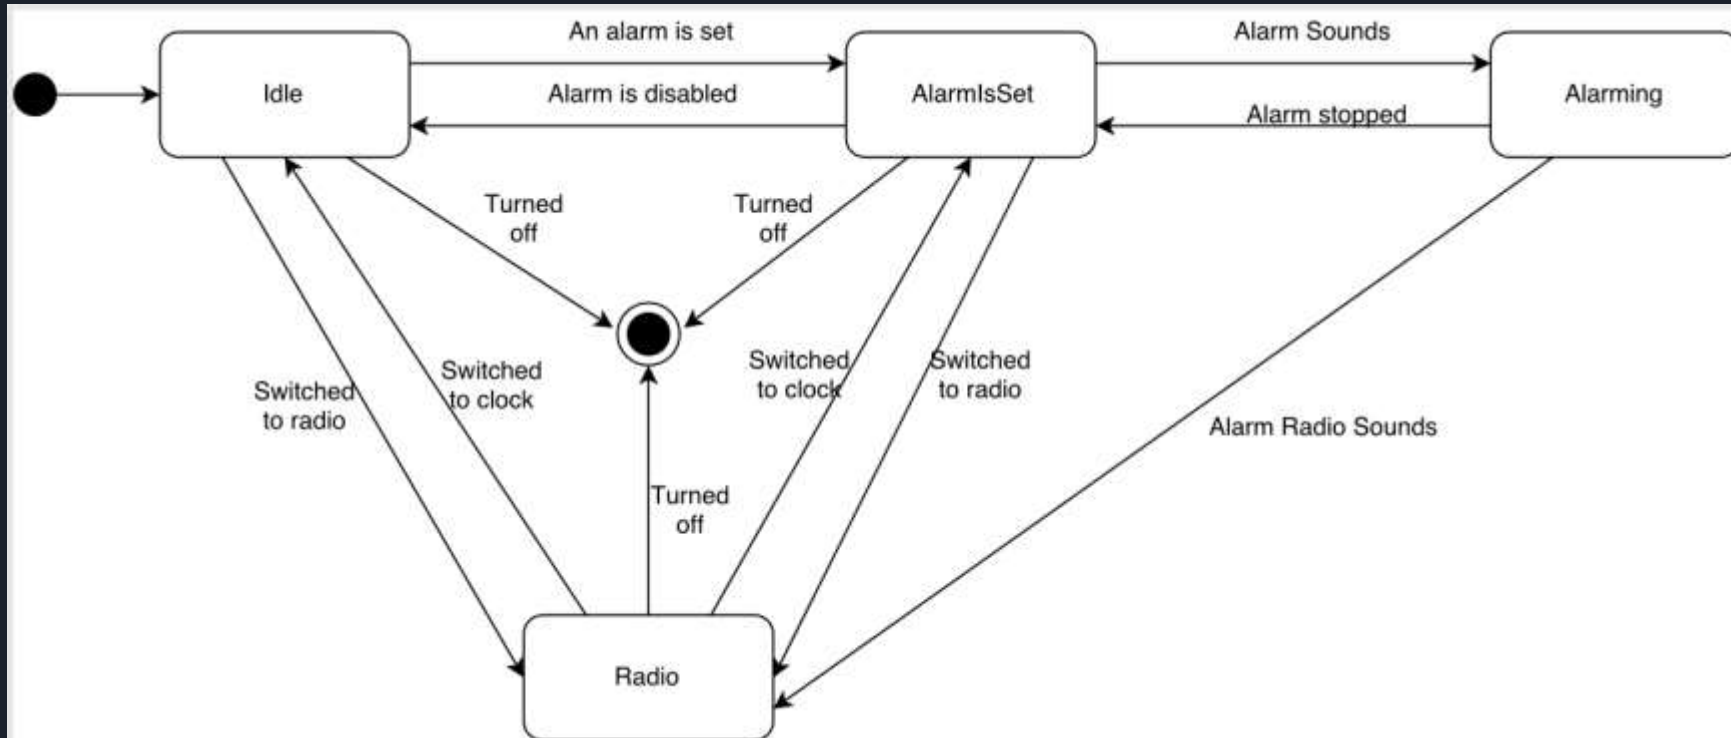 An alarm is set
Alarm Sounds
Idle
Alarm is disabled
AlarmIsSet
Alarming
Alarm stopped
Turned
off
Turned
off
Switched
to radio
Switched
to clock
Switched
to clock
Switched
to radio
Alarm Radio Sounds
Turned
off
Radio